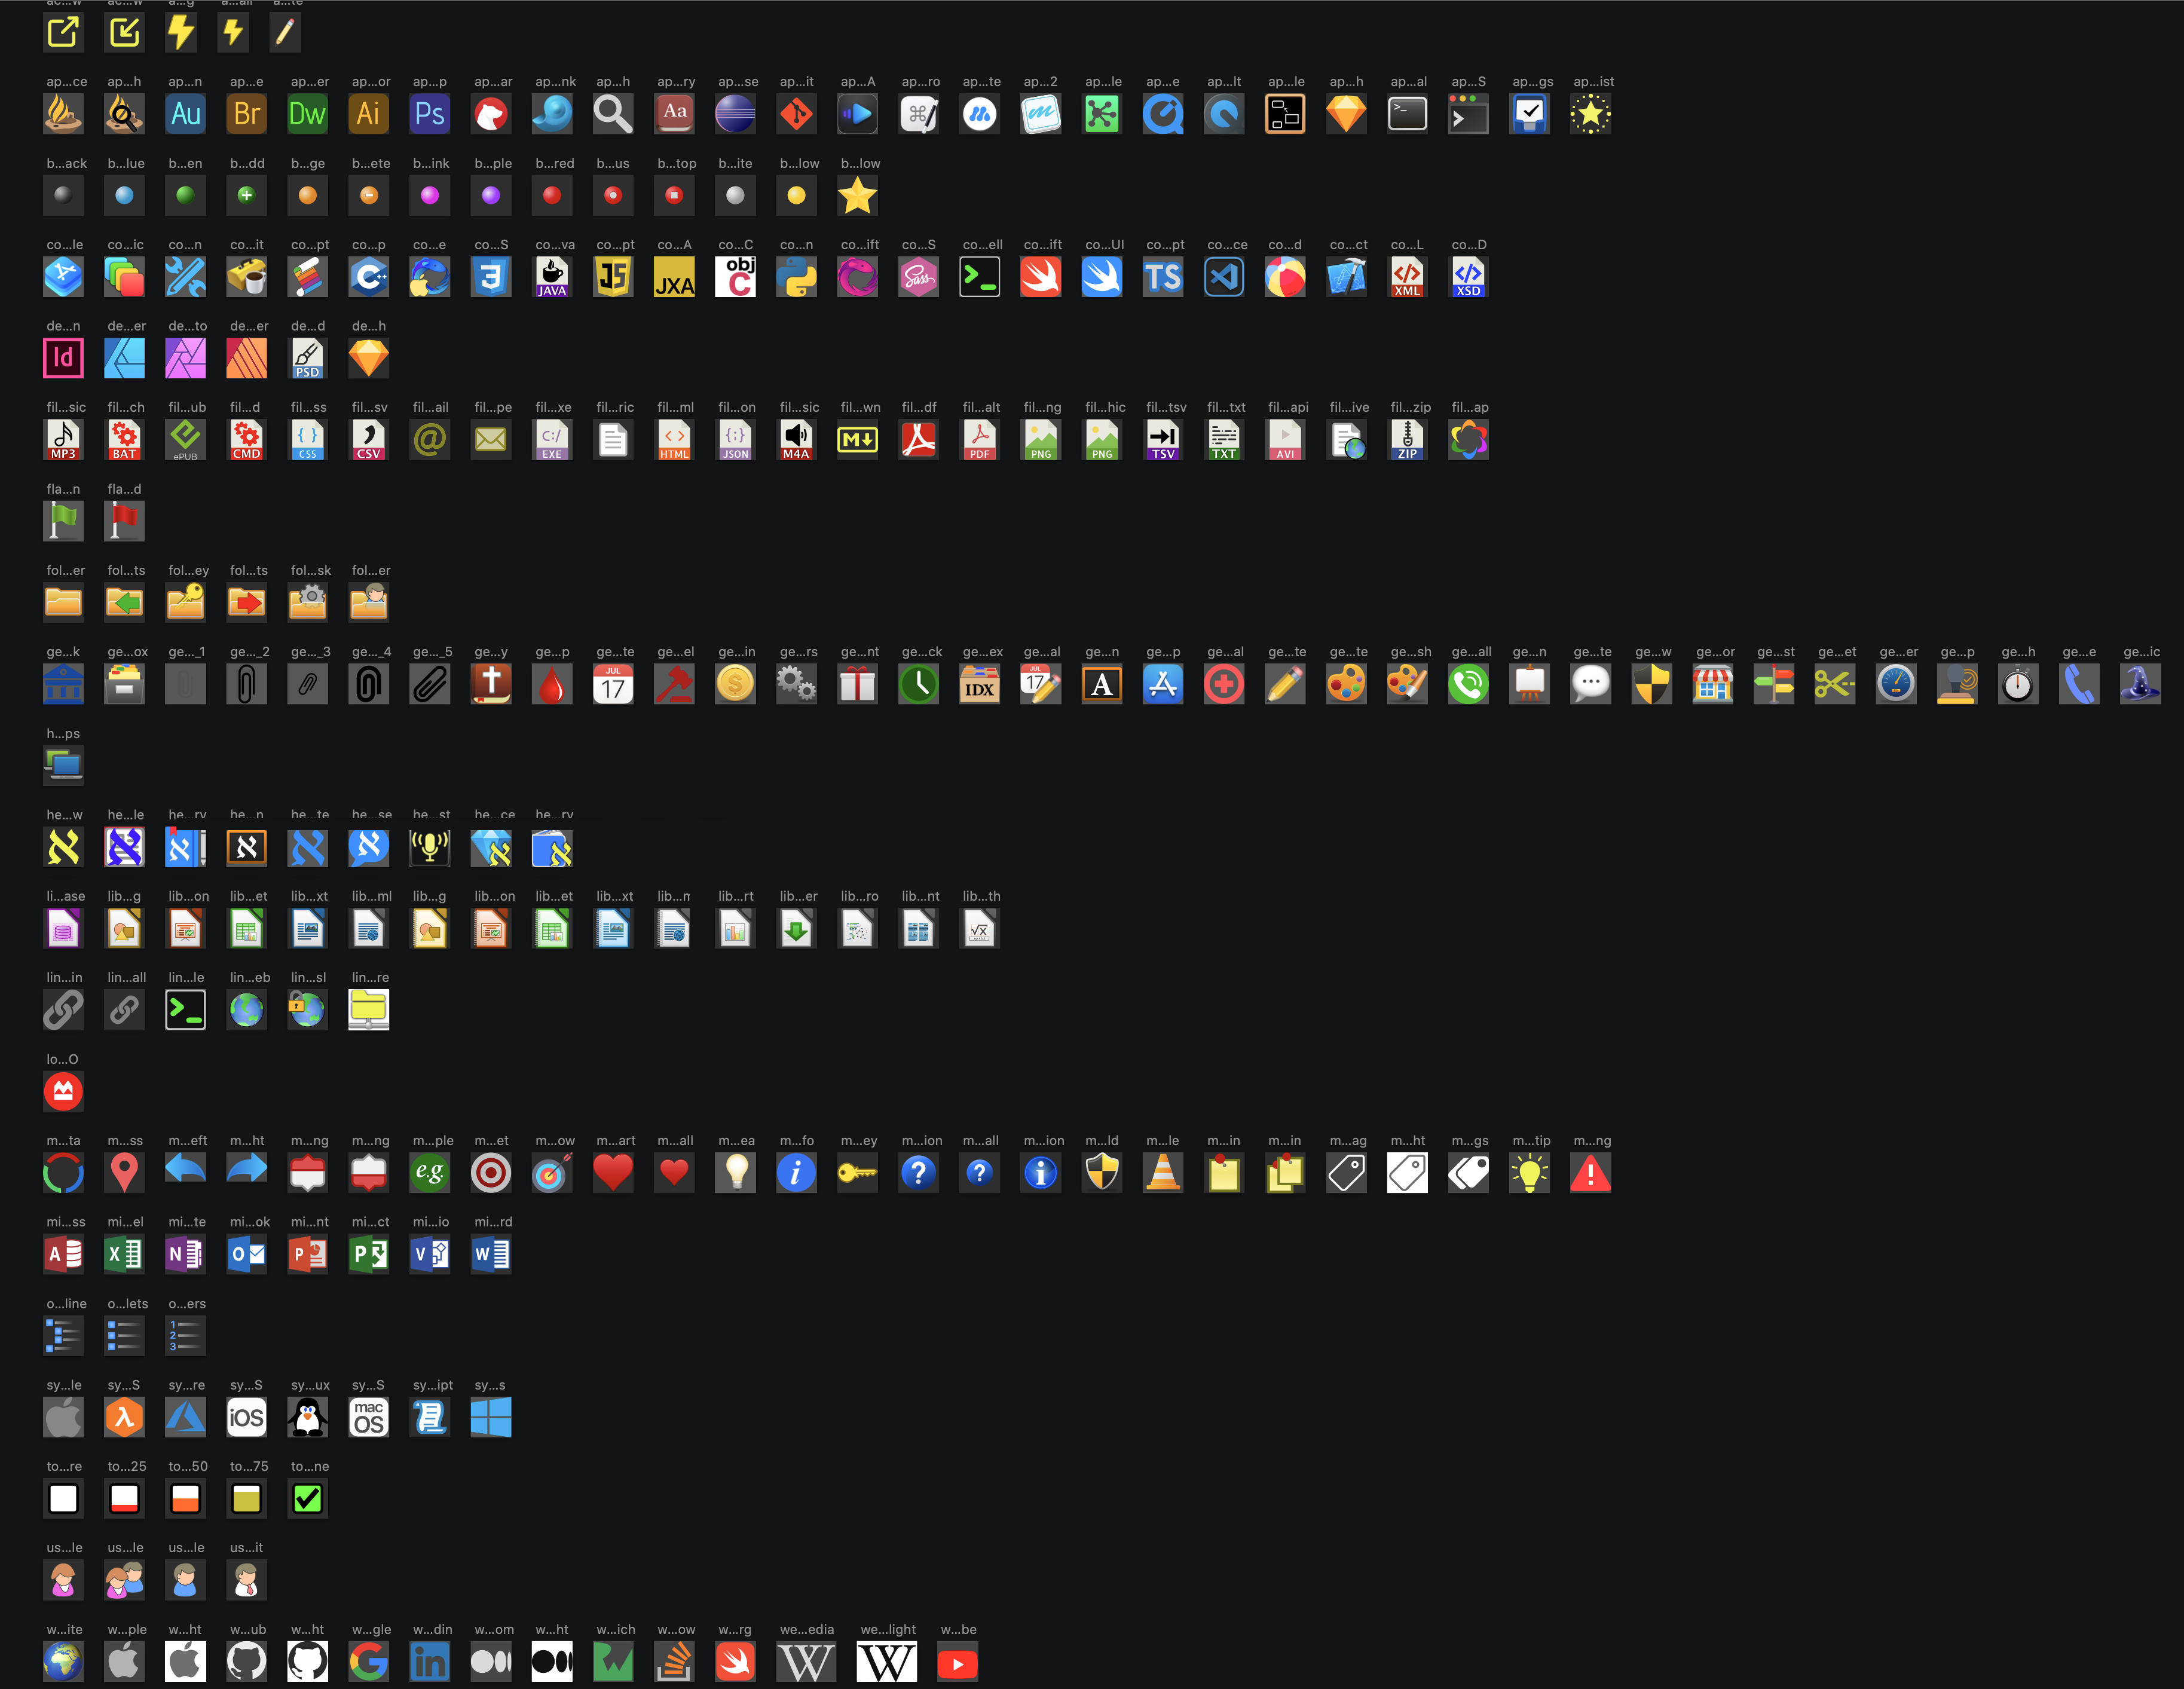 ap...ce ap...h ap...n ap...e ap...er ap...or ap...p ap...ar ap...nk ap...h ap...ry ap...se ap...it ap...A ap...ro ap...te ap...2 ap...le ap...e ap...lt ap...le ap...h ap...al ap...S ap...gs ap...ist
Au Br Dw Ai Ps Aa
b...ack b...lue b...en b...dd b...ge b...ete b...ink b...ple b...red b...us b...top b...ite b...low b...low
co...le co...ic co...n co...it co...pt co...p co...e co...S co...va co...pt co...A co...C co...n co...ift co...S co...ell co...ift co...UI co...pt co...ce co...d co...ct co...L co...D
C++ 3 JAVA JS JXA obj C Sass >_ TS </> XML </> XSD
de...n de...er de...to de...er de...d de...h
Id PSD
fil...sic fil...ch fil...ub fil...d fil...ss fil...sv fil...ail fil...pe fil...xe fil...ric fil...ml fil...on fil...sic fil...wn fil...df fil...alt fil...ng fil...hic fil...tsv fil...txt fil...api fil...ive fil...zip fil...ap
MP3 BAT ePUB CMD { } CSS CSV @ C:/ EXE <> HTML {:} JSON M4A M PDF PNG PNG TSV TXT AVI ZIP
fla...n fla...d
fol...er fol...ts fol...ey fol...ts fol...sk fol...er
ge...k ge...ox ge..._1 ge..._2 ge..._3 ge..._4 ge..._5 ge...y ge...p ge...te ge...el ge...in ge...rs ge...nt ge...ck ge...ex ge...al ge...n ge...p ge...al ge...te ge...te ge...sh ge...all ge...n ge...te ge...w ge...or ge...st ge...et ge...er ge...p ge...h ge...e ge...ic
JUL 17 $ IDX JUL 17 A
h...ps
he...w he...le he...rv he...n he...te he...se he...st he...ce he...rv
א א א א א א א א
li...ase lib...g lib...on lib...et lib...xt lib...ml lib...g lib...on lib...et lib...xt lib...rt lib...er lib...ro lib...nt lib...th
√x
lin...in lin...all lin...le lin...eb lin...sl lin...re
>_
lo...O
m...ta m...ss m...eft m...ht m...ng m...ng m...ple m...et m...ow m...art m...all m...ea m...fo m...ey m...ion m...all m...ion m...ld m...le m...in m...in m...ag m...ht m...gs m...tip m...ng
e.g i ? ? i !
mi...ss mi...el mi...te mi...ok mi...nt mi...ct mi...io mi...rd
A X N O P P V W
o...line o...lets o...ers
1
2
3
sy...le sy...S sy...re sy...S sy...ux sy...S sy...ipt sy...s
λ iOS mac OS
to...re to...25 to...50 to...75 to...ne
us...le us...le us...le us...it
w...ite w...ple w...ht w...ub w...ht w...gle w...din w...om w...ht w...ich w...ow w...rg we...edia we...light w...be
G in W W